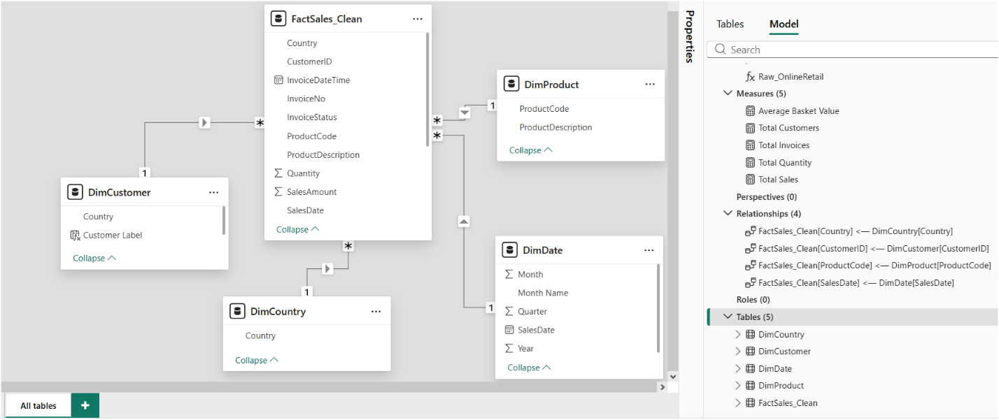 FactSales_Clean
Country
CustomerID
InvoiceDateTime
InvoiceNo
InvoiceStatus
ProductCode
ProductDescription
Quantity
SalesAmount
SalesDate
Collapse
DimProduct
ProductCode
ProductDescription
Collapse
DimCustomer
Country
Customer Label
Collapse
DimCountry
Country
Collapse
DimDate
Month
Month Name
Quarter
SalesDate
Year
Collapse
*
1
*
1
*
1
*
1
All tables
+
Properties
Tables Model
Search
Raw_OnlineRetail
Measures (5)
Average Basket Value
Total Customers
Total Invoices
Total Quantity
Total Sales
Perspectives (0)
Relationships (4)
FactSales_Clean[Country] <— DimCountry[Country]
FactSales_Clean[CustomerID] <— DimCustomer[CustomerID]
FactSales_Clean[ProductCode] <— DimProduct[ProductCode]
FactSales_Clean[SalesDate] <— DimDate[SalesDate]
Roles (0)
Tables (5)
DimCountry
DimCustomer
DimDate
DimProduct
FactSales_Clean